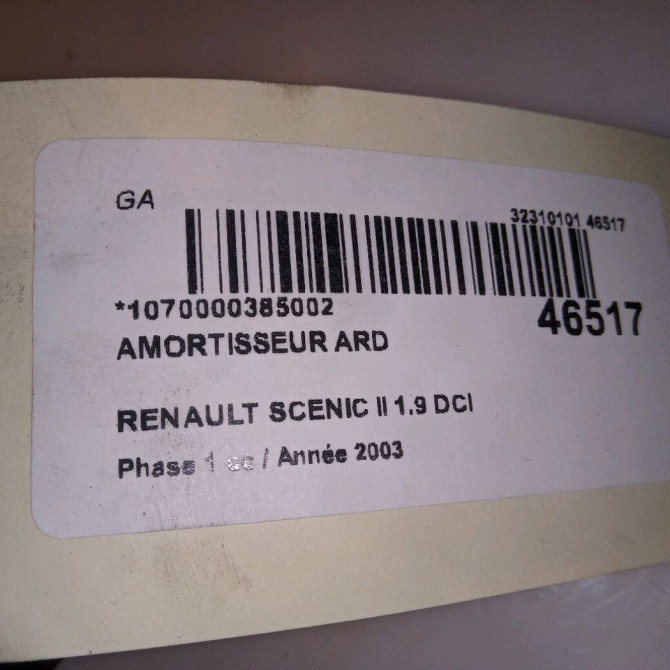 GA
32310101 46517
*1070000385002
46517
AMORTISSEUR ARD
RENAULT SCENIC II 1.9 DCI
Phase 1 cc / Année 2003